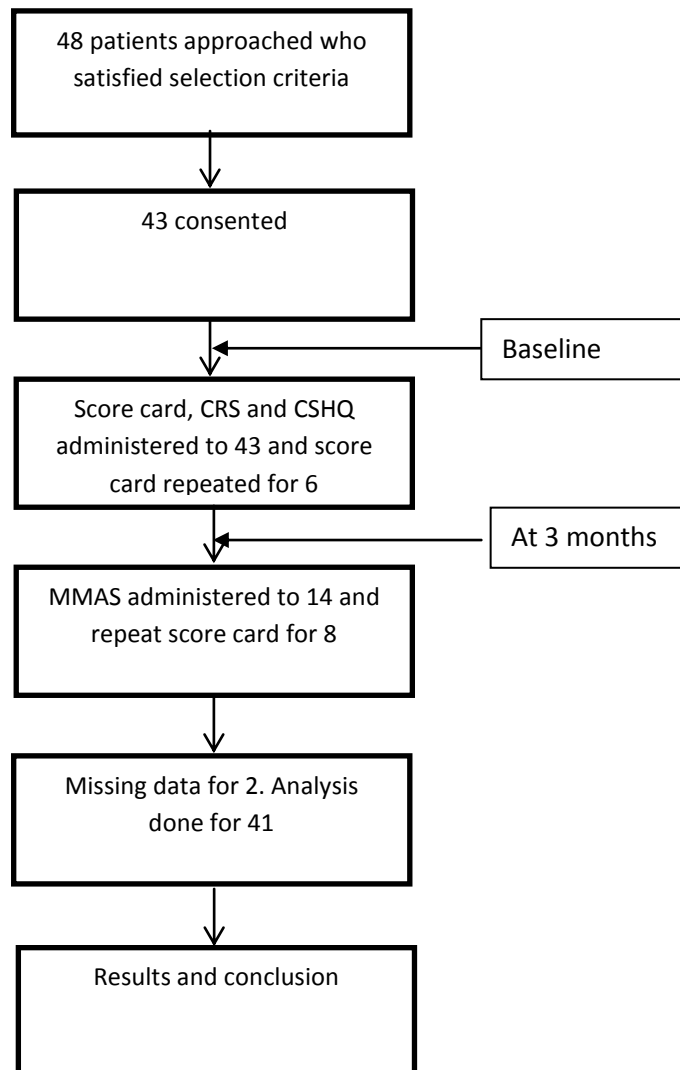 48 patients approached who
satisfied selection criteria
43 consented
Baseline
Score card, CRS and CSHQ
administered to 43 and score
card repeated for 6
At 3 months
MMAS administered to 14 and
repeat score card for 8
Missing data for 2. Analysis
done for 41
Results and conclusion